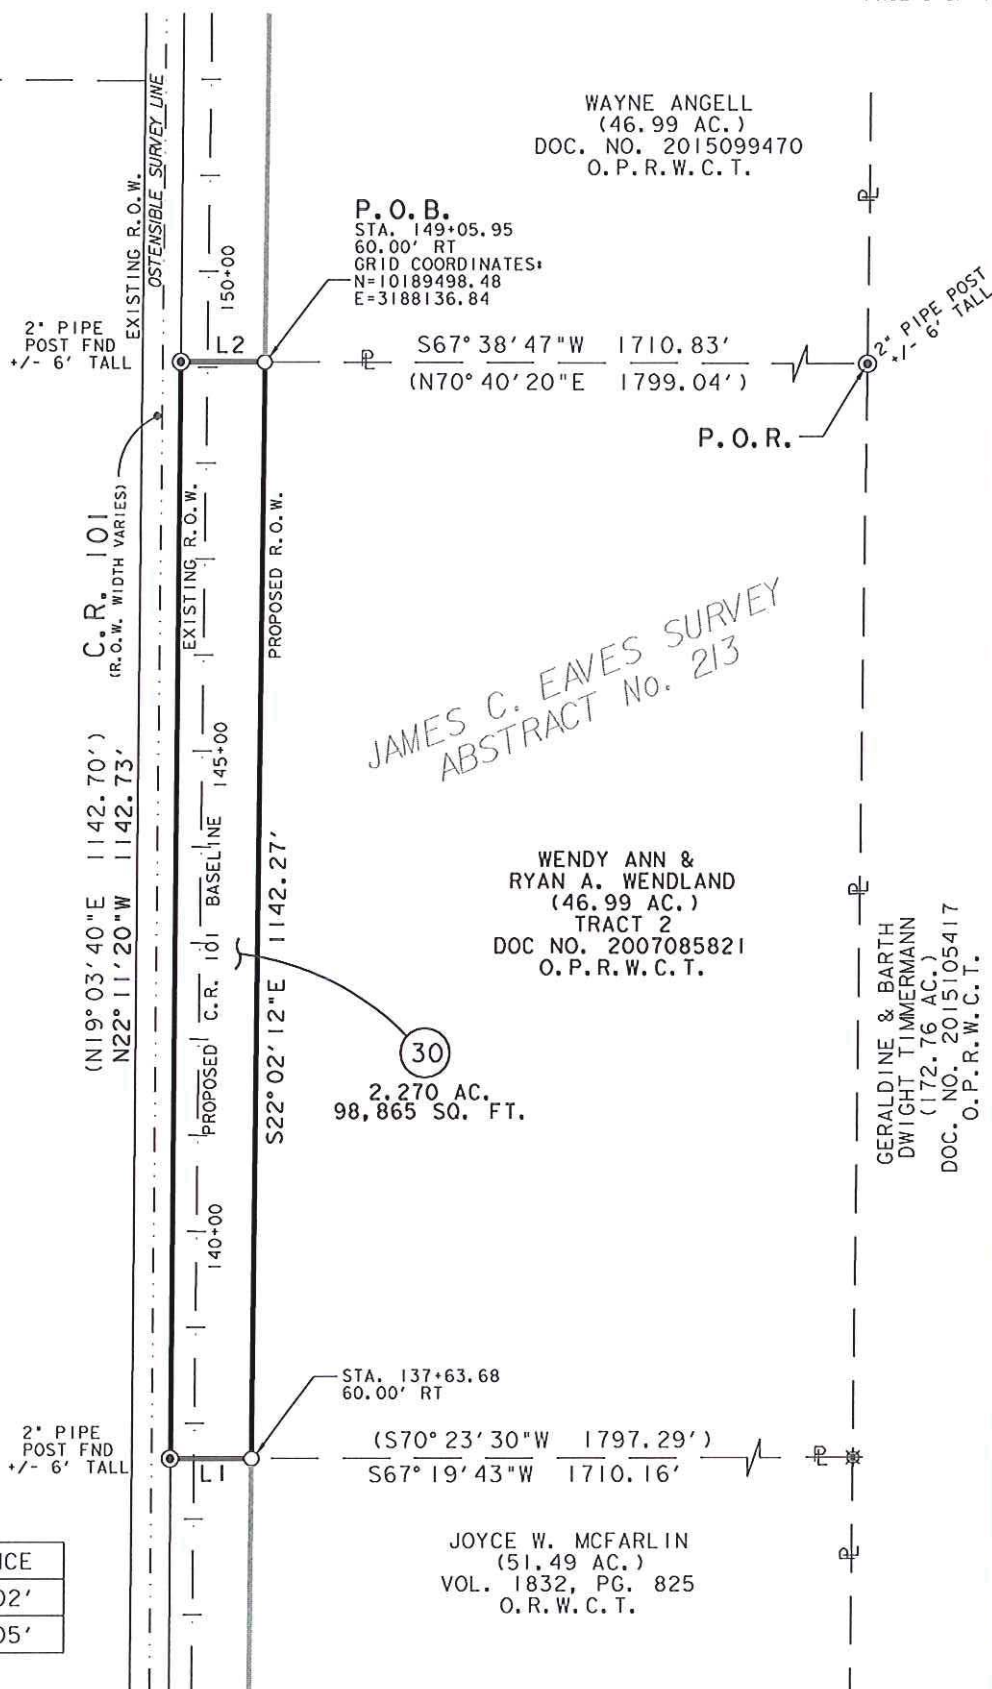 WAYNE ANGELL
(46.99 AC.)
DOC. NO. 2015099470
O.P.R.W.C.T.
OSTENSIBLE SURVEY LINE
EXISTING R.O.W.
P.O.B.
STA. 149+05.95
60.00' RT
GRID COORDINATES:
N=10189498.48
E=3188136.84
150+00
2" PIPE
POST FND
+/- 6' TALL
L2
S67°38'47"W 1710.83'
(N70°40'20"E 1799.04')
2" PIPE POST
+/- 6' TALL
P.O.R.
C.R. 101
(R.O.W. WIDTH VARIES)
EXISTING R.O.W.
PROPOSED R.O.W.
JAMES C. EAVES SURVEY
ABSTRACT No. 213
(N19°03'40"E 1142.70')
N22°11'20"W 1142.73'
145+00
PROPOSED C.R. 101 BASELINE
S22°02'12"E 1142.27'
WENDY ANN &
RYAN A. WENDLAND
(46.99 AC.)
TRACT 2
DOC NO. 2007085821
O.P.R.W.C.T.
30
2.270 AC.
98,865 SQ. FT.
GERALDINE & BARTH
DWIGHT TIMMERMANN
(172.76 AC.)
DOC. NO. 2015105417
O.P.R.W.C.T.
140+00
STA. 137+63.68
60.00' RT
2" PIPE
POST FND
+/- 6' TALL
L1
(S70°23'30"W 1797.29')
S67°19'43"W 1710.16'
JOYCE W. MCFARLIN
(51.49 AC.)
VOL. 1832, PG. 825
O.R.W.C.T.
NCE
02'
05'